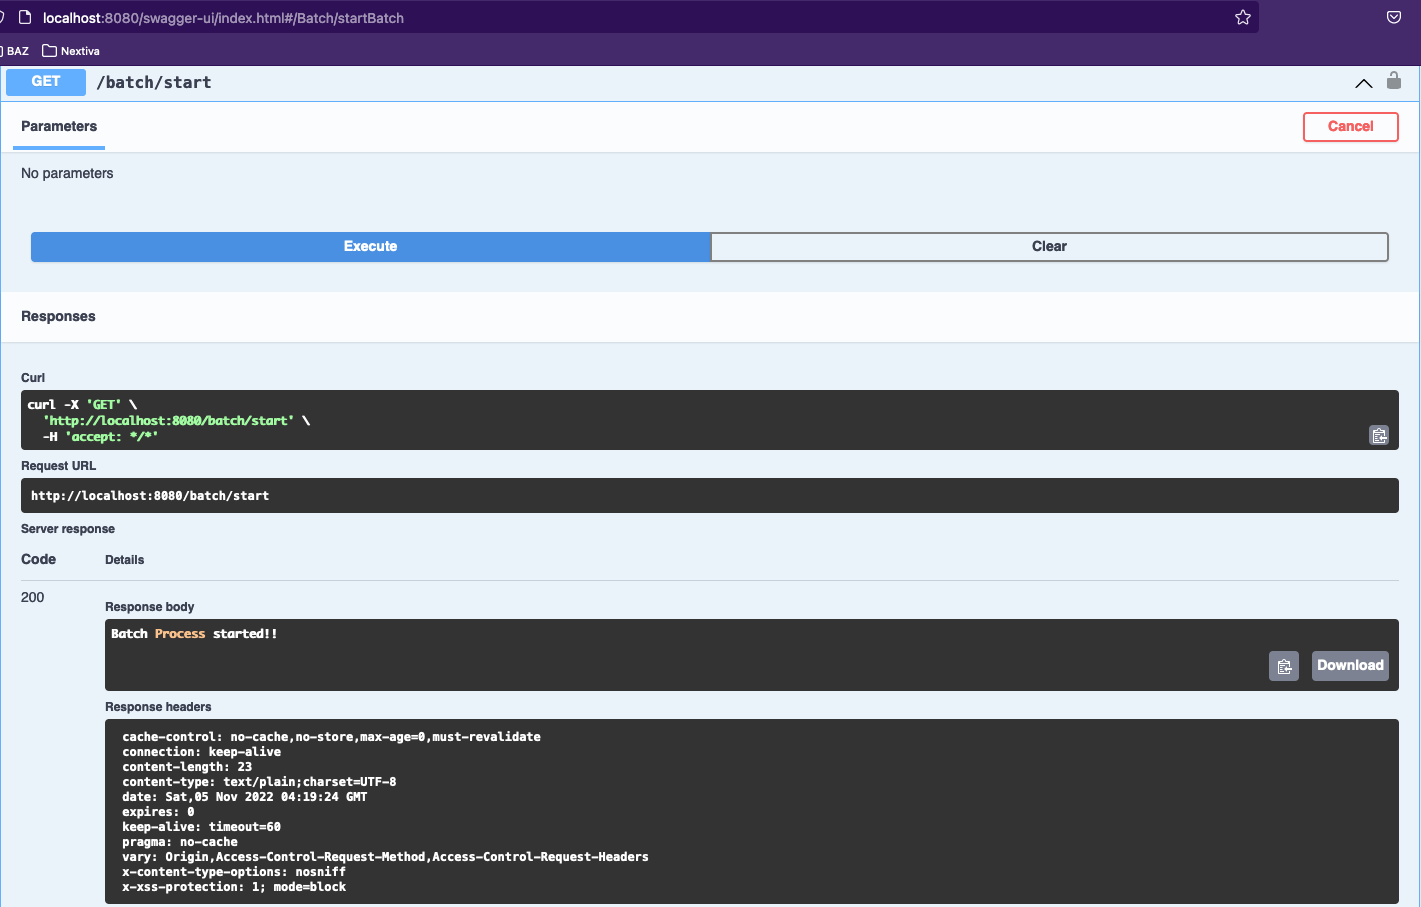 localhost:8080/swagger-ui/index.html#/Batch/startBatch
BAZ Nextiva
GET /batch/start
Parameters Cancel
No parameters
Execute Clear
Responses
Curl
curl -X 'GET' \
'http://localhost:8080/batch/start' \
-H 'accept: */*'
Request URL
http://localhost:8080/batch/start
Server response
Code Details
200
Response body
Batch Process started!!
Download
Response headers
cache-control: no-cache,no-store,max-age=0,must-revalidate
connection: keep-alive
content-length: 23
content-type: text/plain;charset=UTF-8
date: Sat,05 Nov 2022 04:19:24 GMT
expires: 0
keep-alive: timeout=60
pragma: no-cache
vary: Origin,Access-Control-Request-Method,Access-Control-Request-Headers
x-content-type-options: nosniff
x-xss-protection: 1; mode=block